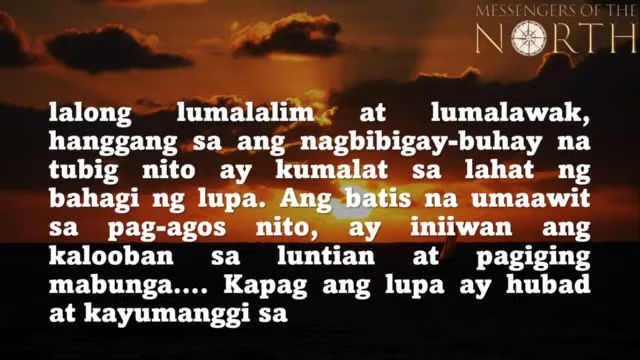 MESSENGERS OF THE
NORTH
lalong lumalalim at lumalawak,
hanggang sa ang nagbibigay-buhay na
tubig nito ay kumalat sa lahat ng
bahagi ng lupa. Ang batis na umaawit
sa pag-agos nito, ay iniiwan ang
kalooban sa luntian at pagiging
mabunga.... Kapag ang lupa ay hubad
at kayumanggi sa